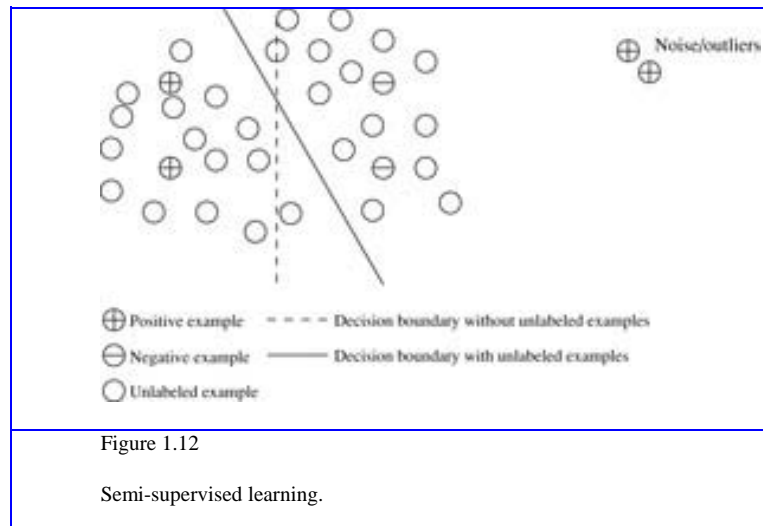 Noise/outliers
Positive example Decision boundary without unlabeled examples
Negative example Decision boundary with unlabeled examples
Unlabeled example
Figure 1.12
Semi-supervised learning.